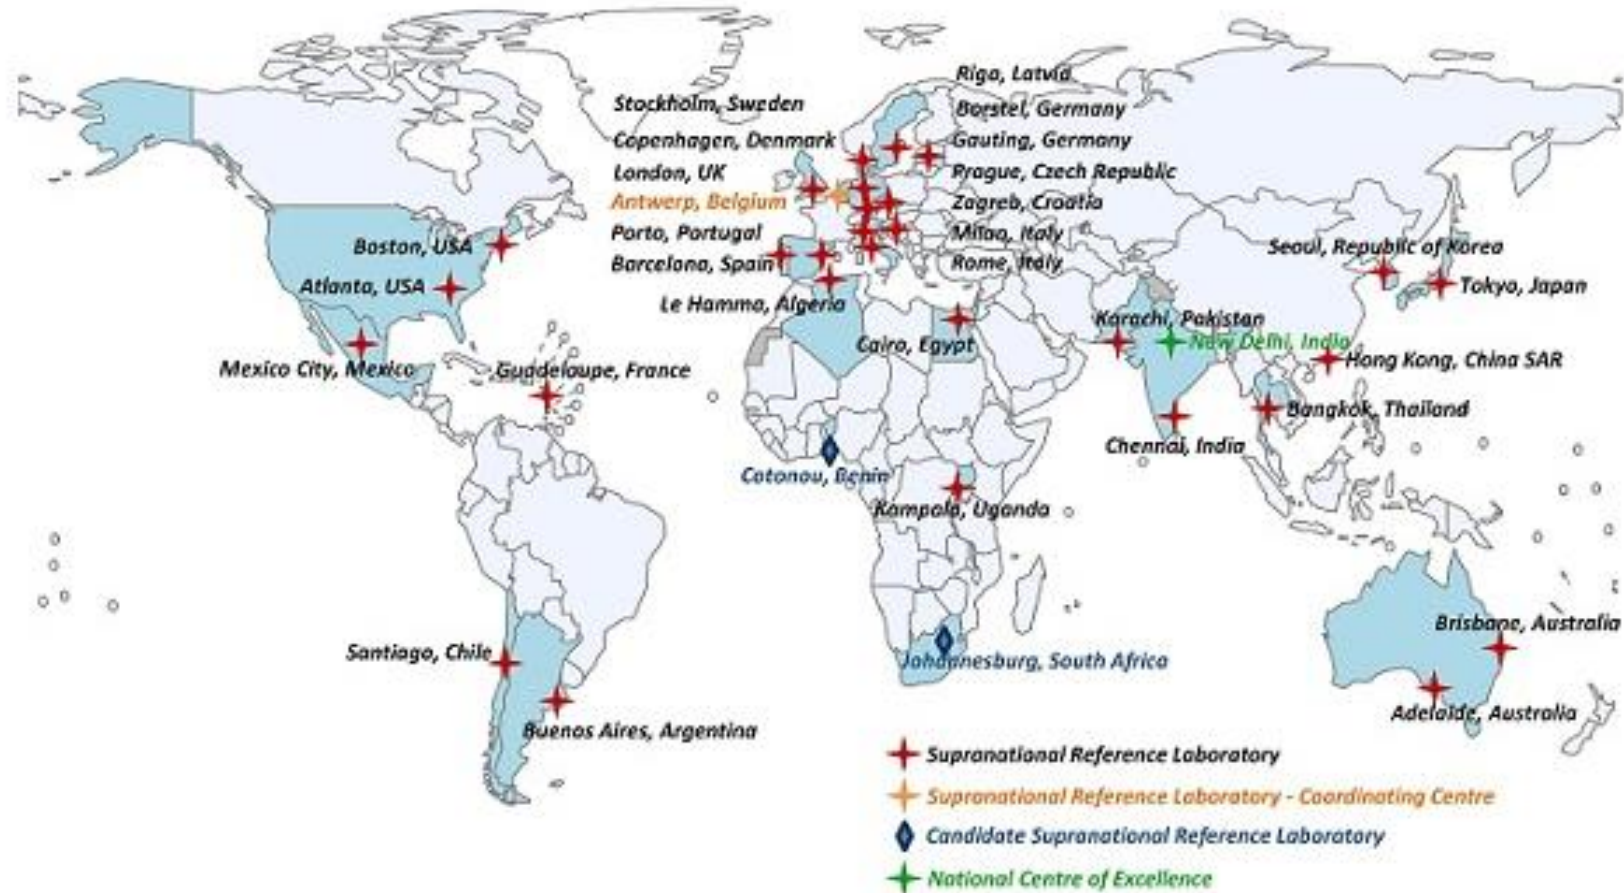 Riga, Latvia
Stockholm, Sweden
Borstel, Germany
Copenhagen, Denmark
Gauting, Germany
London, UK
Prague, Czech Republic
Antwerp, Belgium
Zagreb, Croatia
Porto, Portugal
Milao, Italy
Boston, USA
Seoul, Republic of Korea
Barcelona, Spain
Rome, Italy
Atlanta, USA
Tokyo, Japan
Le Hamma, Algeria
Karachi, Pakistan
Cairo, Egypt
New Delhi, India
Mexico City, Mexico
Guadeloupe, France
Hong Kong, China SAR
Bangkok, Thailand
Chennai, India
Cotonou, Benin
Kampala, Uganda
Brisbane, Australia
Santiago, Chile
Johannesburg, South Africa
Adelaide, Australia
Buenos Aires, Argentina
Supranational Reference Laboratory
Supranational Reference Laboratory - Coordinating Centre
Candidate Supranational Reference Laboratory
National Centre of Excellence